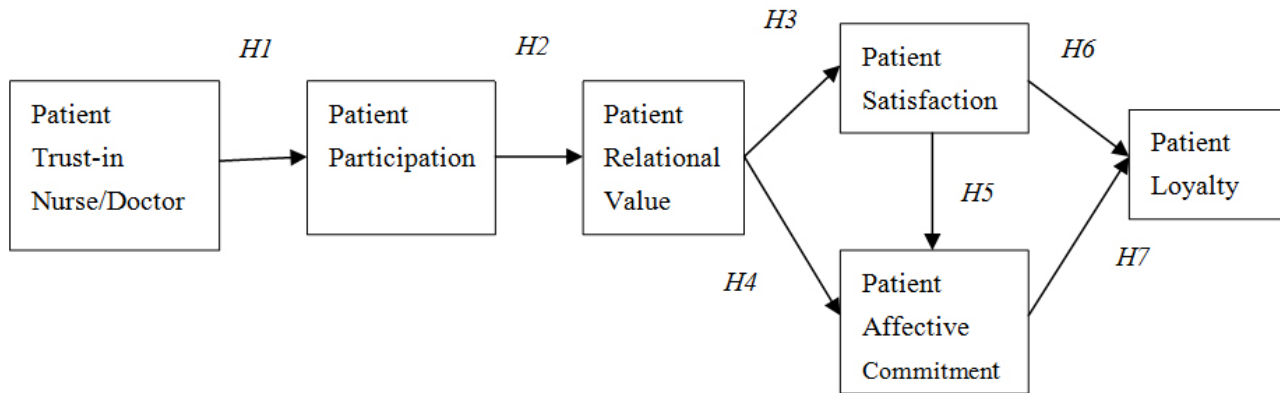 H1
H2
H3
H6
Patient
Trust-in
Nurse/Doctor
Patient
Participation
Patient
Relational
Value
Patient
Satisfaction
Patient
Loyalty
H5
H4
H7
Patient
Affective
Commitment